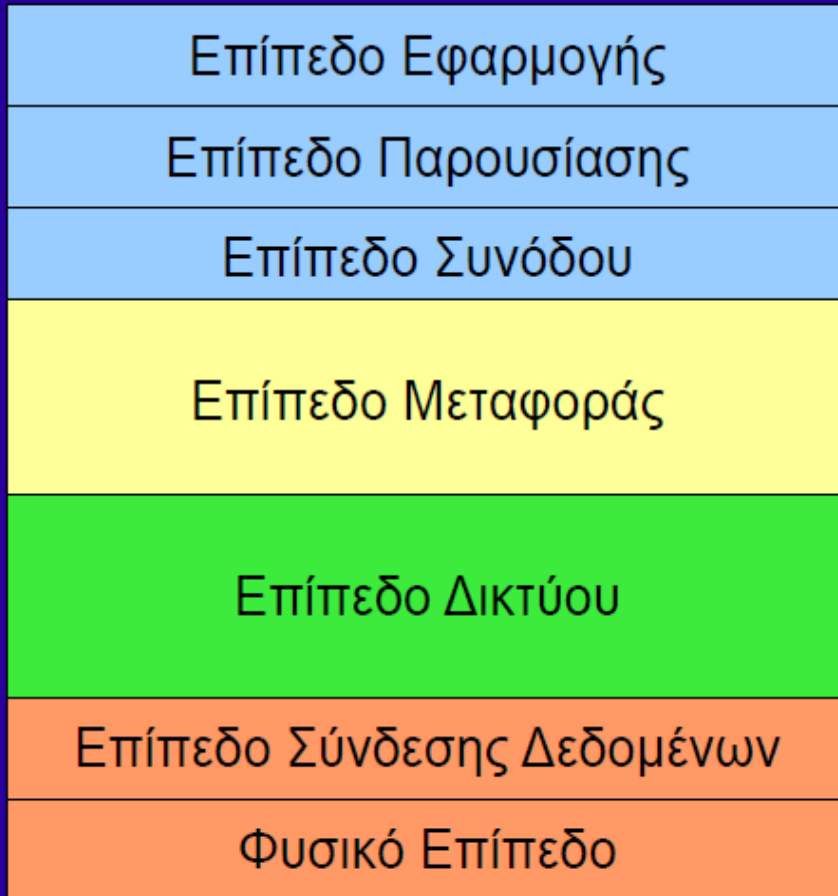 Επίπεδο Εφαρμογής
Επίπεδο Παρουσίασης
Επίπεδο Συνόδου
Επίπεδο Μεταφοράς
Επίπεδο Δικτύου
Επίπεδο Σύνδεσης Δεδομένων
Φυσικό Επίπεδο